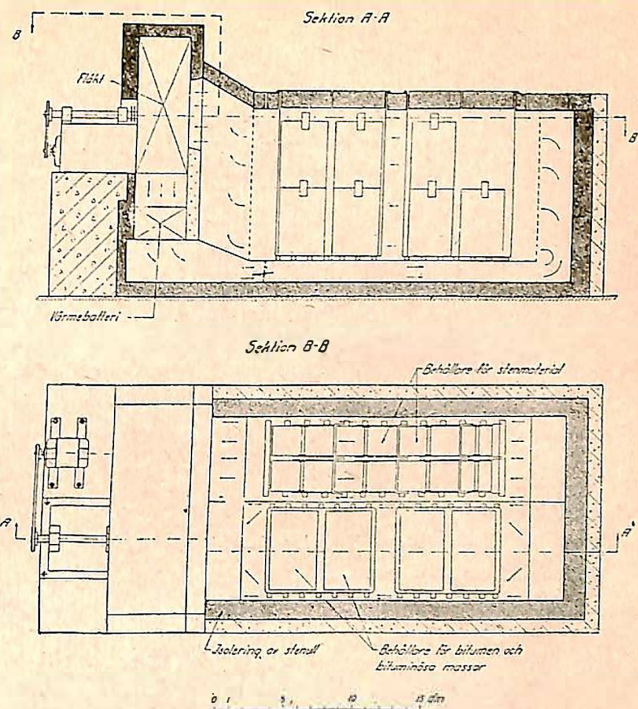 Sektion A-A
B
Fläkt
B
Värmebatteri
Sektion B-B
Behållare för stenmaterial
A
A
Isolering av stenull
Behållare för bitumen och
bituminösa massor
0 1 5 10 15 dm